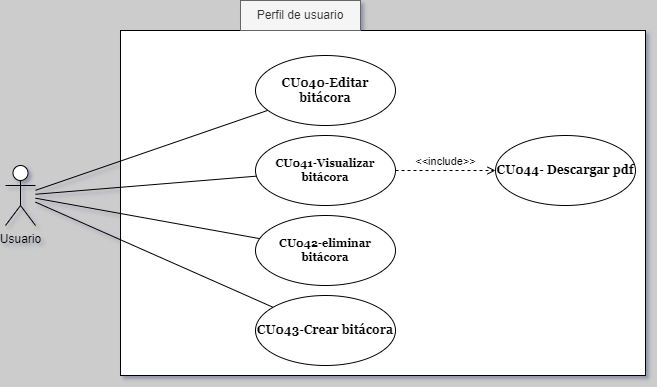 Perfil de usuario
CU040-Editar
bitácora
CU041-Visualizar
bitácora
<<include>>
CU044- Descargar pdf
Usuario
CU042-eliminar
bitácora
CU043-Crear bitácora